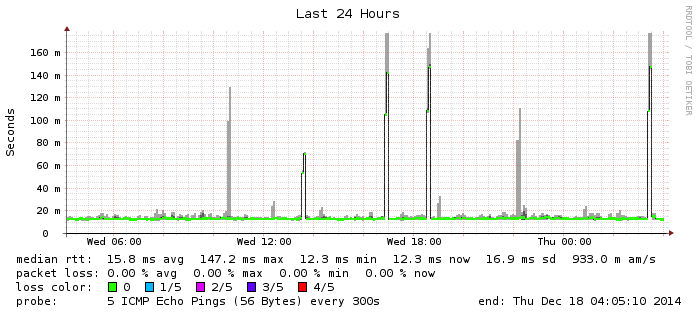 Last 24 Hours
RRDTOOL / TOBI OETIKER
Seconds
160 m
140 m
120 m
100 m
80 m
60 m
40 m
20 m
0
Wed 06:00 Wed 12:00 Wed 18:00 Thu 00:00
median rtt: 15.8 ms avg 147.2 ms max 12.3 ms min 12.3 ms now 16.9 ms sd 933.0 m am/s
packet loss: 0.00 % avg 0.00 % max 0.00 % min 0.00 % now
loss color: 0 1/5 2/5 3/5 4/5
probe: 5 ICMP Echo Pings (56 Bytes) every 300s end: Thu Dec 18 04:05:10 2014